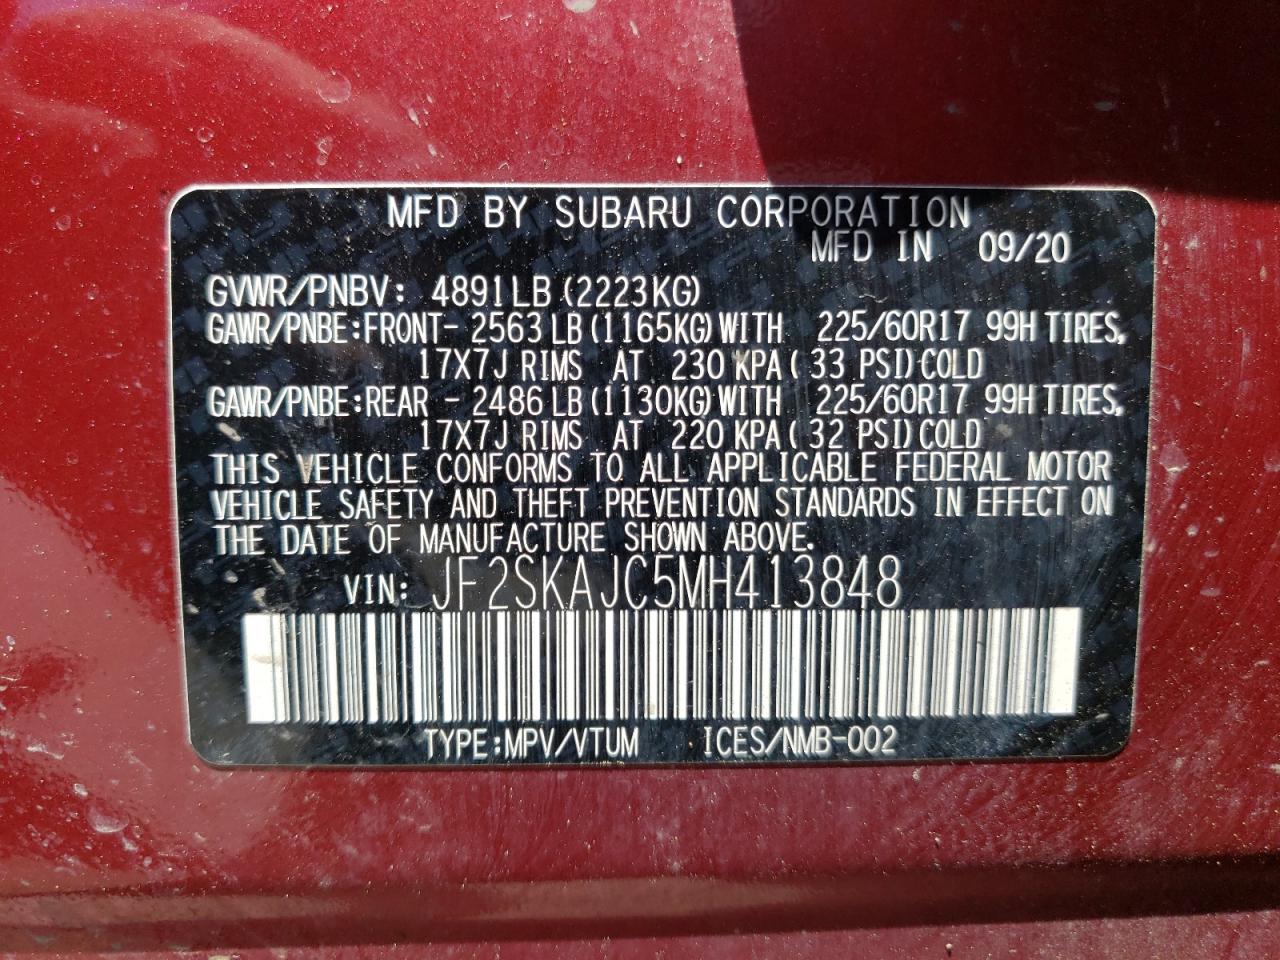 MFD BY SUBARU CORPORATION
MFD IN 09/20
GVWR/PNBV: 4891LB (2223KG)
GAWR/PNBE:FRONT- 2563 LB (1165KG) WITH 225/60R17 99H TIRES,
17X7J RIMS AT 230 KPA ( 33 PSI) COLD
GAWR/PNBE:REAR - 2486 LB (1130KG) WITH 225/60R17 99H TIRES,
17X7J RIMS AT 220 KPA ( 32 PSI) COLD
THIS VEHICLE CONFORMS TO ALL APPLICABLE FEDERAL MOTOR
VEHICLE SAFETY AND THEFT PREVENTION STANDARDS IN EFFECT ON
THE DATE OF MANUFACTURE SHOWN ABOVE.
VIN: JF2SKAJC5MH413848
TYPE:MPV/VTUM ICES/NMB-002